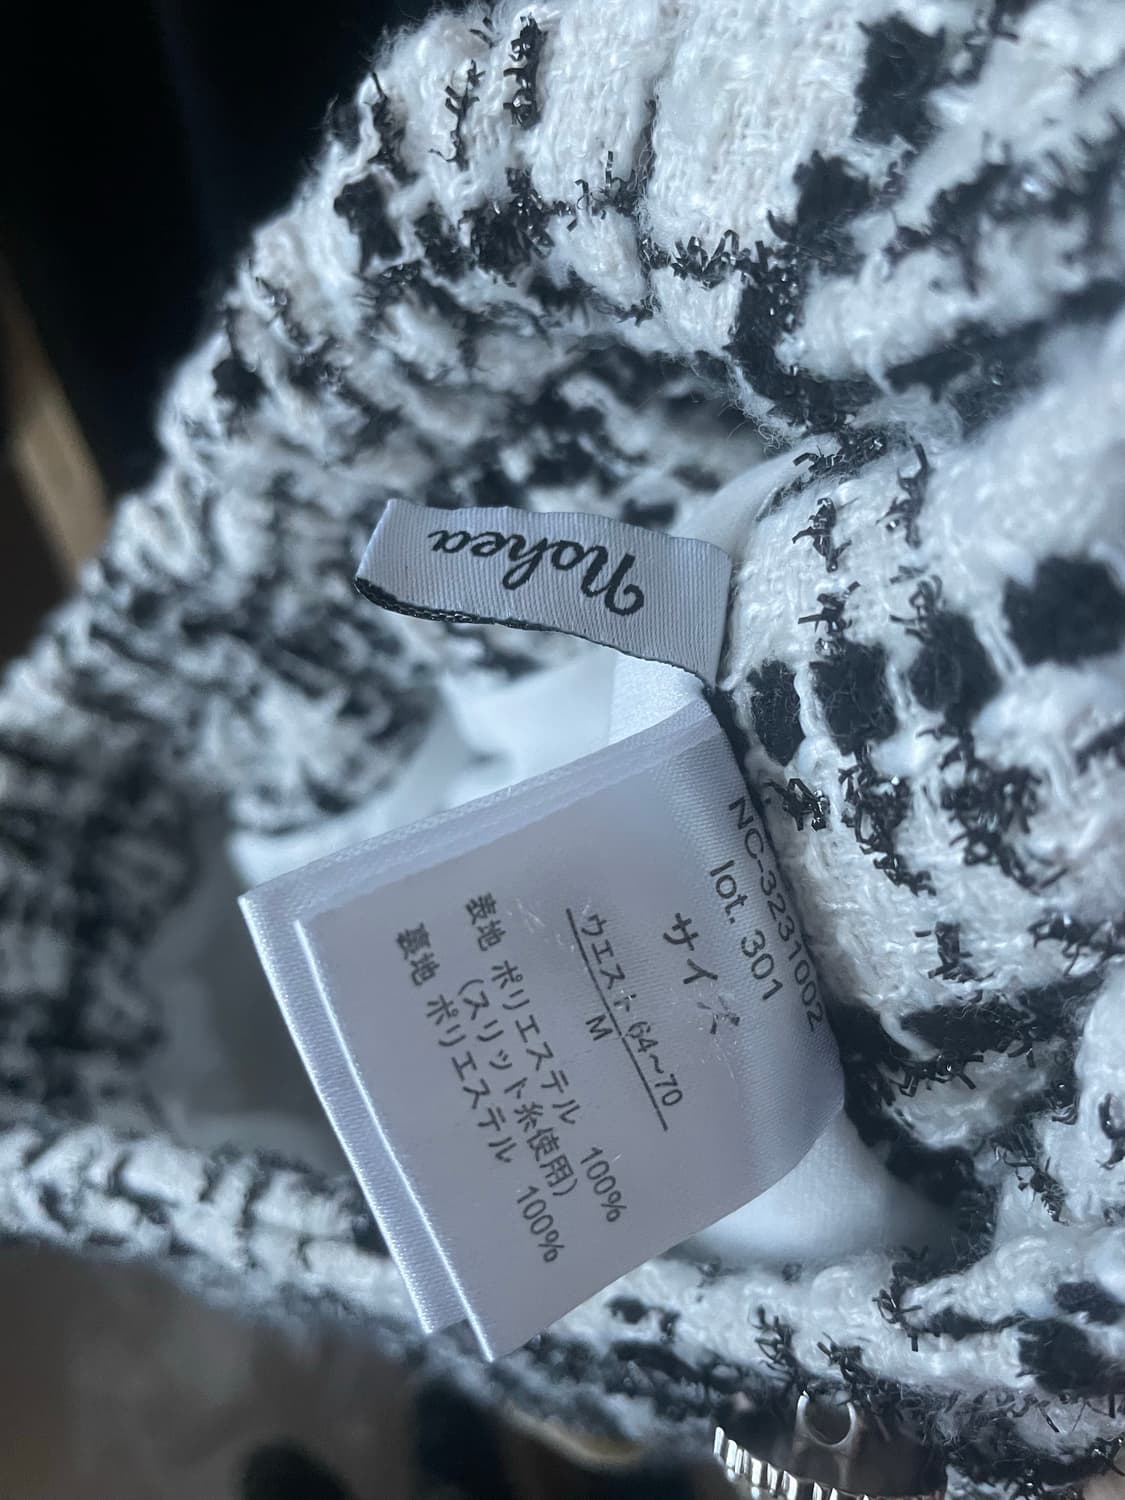 Nohea
NC-3231002
lot. 301
サイズ
ウエスト 64~70
M
表地 ポリエステル 100%
(スリット糸使用)
裏地 ポリエステル 100%